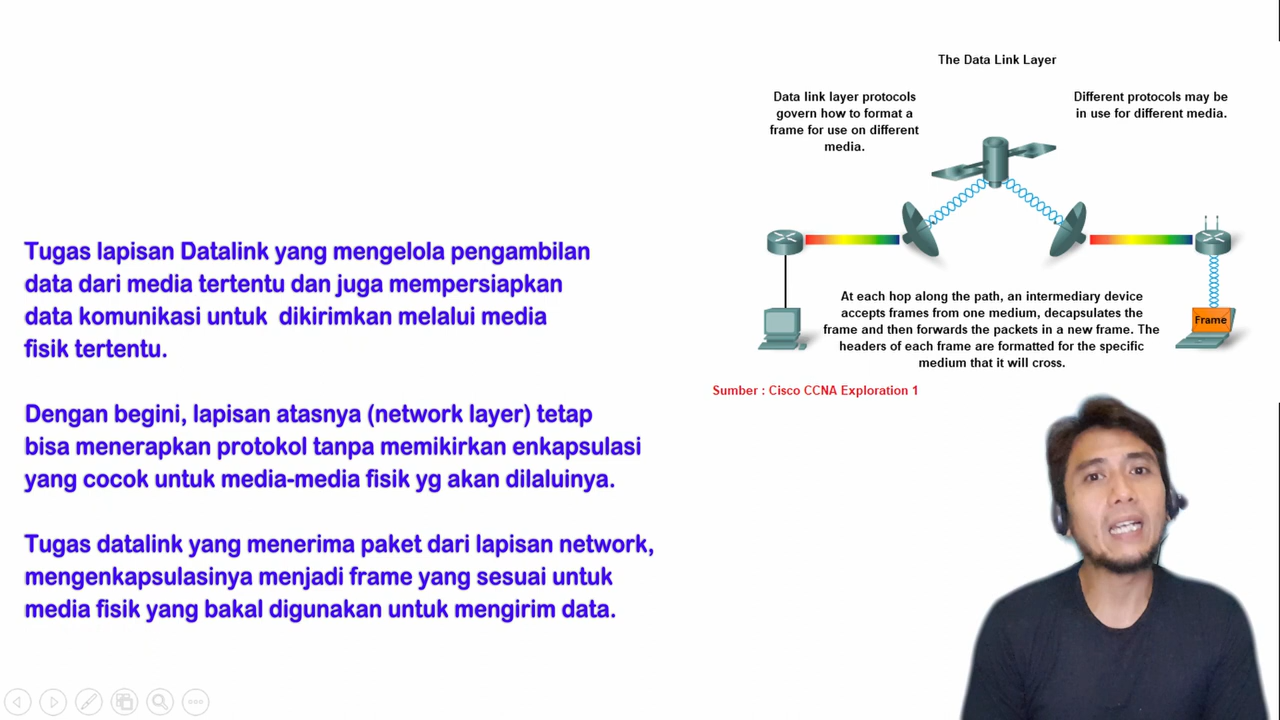 The Data Link Layer
Data link layer protocols
govern how to format a
frame for use on different
media.
Different protocols may be
in use for different media.
Frame
At each hop along the path, an intermediary device
accepts frames from one medium, decapsulates the
frame and then forwards the packets in a new frame. The
headers of each frame are formatted for the specific
medium that it will cross.
Sumber : Cisco CCNA Exploration 1
Tugas lapisan Datalink yang mengelola pengambilan
data dari media tertentu dan juga mempersiapkan
data komunikasi untuk dikirimkan melalui media
fisik tertentu.
Dengan begini, lapisan atasnya (network layer) tetap
bisa menerapkan protokol tanpa memikirkan enkapsulasi
yang cocok untuk media-media fisik yg akan dilaluinya.
Tugas datalink yang menerima paket dari lapisan network,
mengenkapsulasinya menjadi frame yang sesuai untuk
media fisik yang bakal digunakan untuk mengirim data.